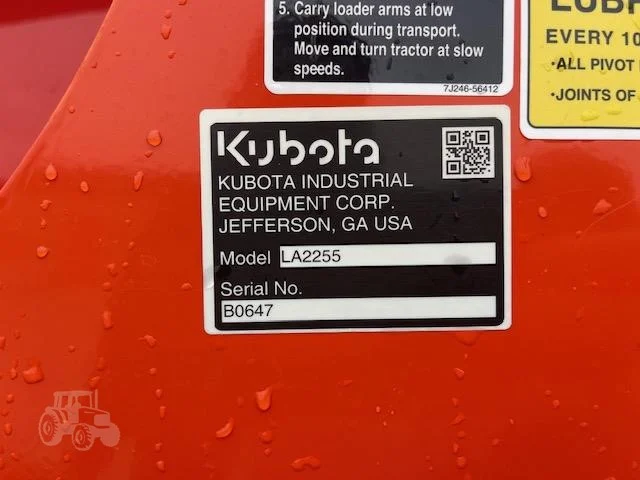 5. Carry loader arms at low
position during transport.
Move and turn tractor at slow
speeds.
7J246-56412
EVERY 10
·ALL PIVOT
·JOINTS OF
Kubota
KUBOTA INDUSTRIAL
EQUIPMENT CORP.
JEFFERSON, GA USA
Model LA2255
Serial No.
B0647